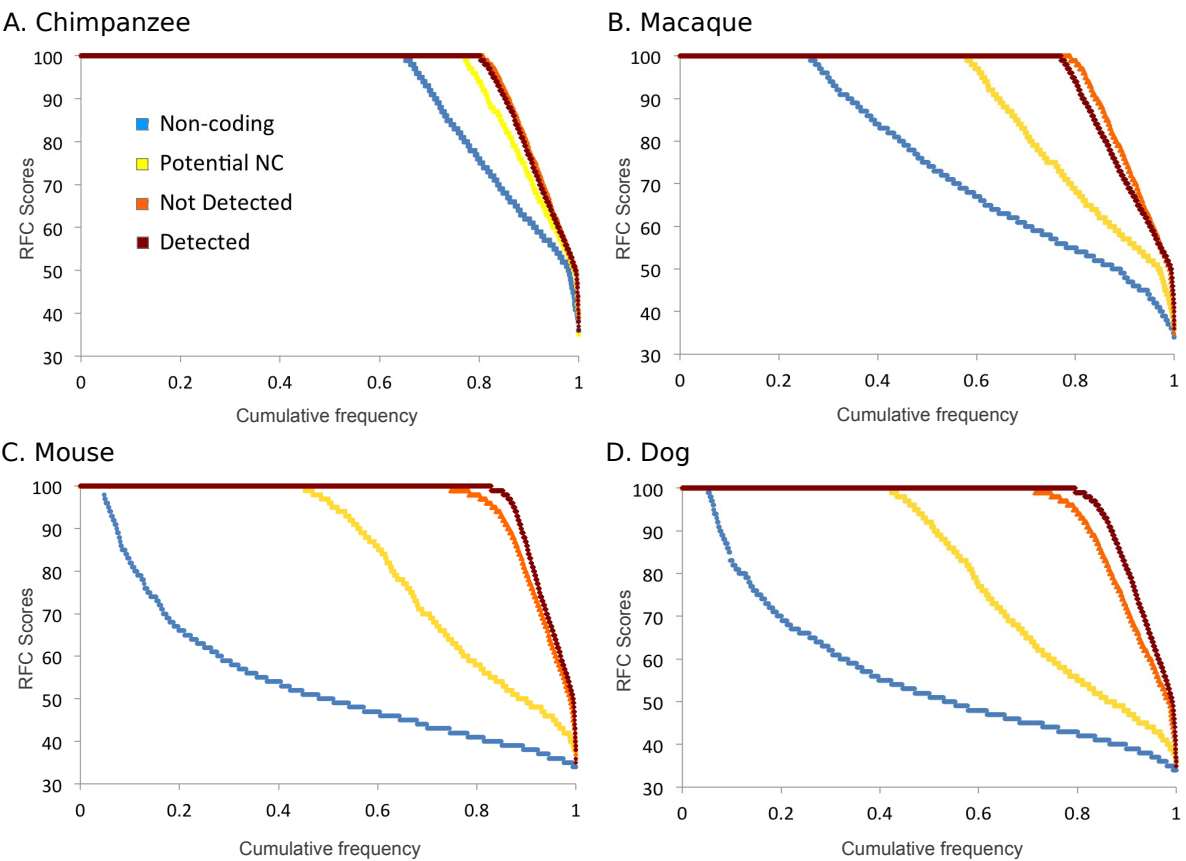 A. Chimpanzee
100
90
80
70
60
50
40
30
RFC Scores
Non-coding
Potential NC
Not Detected
Detected
0 0.2 0.4 0.6 0.8 1
Cumulative frequency
B. Macaque
100
90
80
70
60
50
40
30
RFC Scores
0 0.2 0.4 0.6 0.8 1
Cumulative frequency
C. Mouse
100
90
80
70
60
50
40
30
RFC Scores
0 0.2 0.4 0.6 0.8 1
Cumulative frequency
D. Dog
100
90
80
70
60
50
40
30
RFC Scores
0 0.2 0.4 0.6 0.8 1
Cumulative frequency